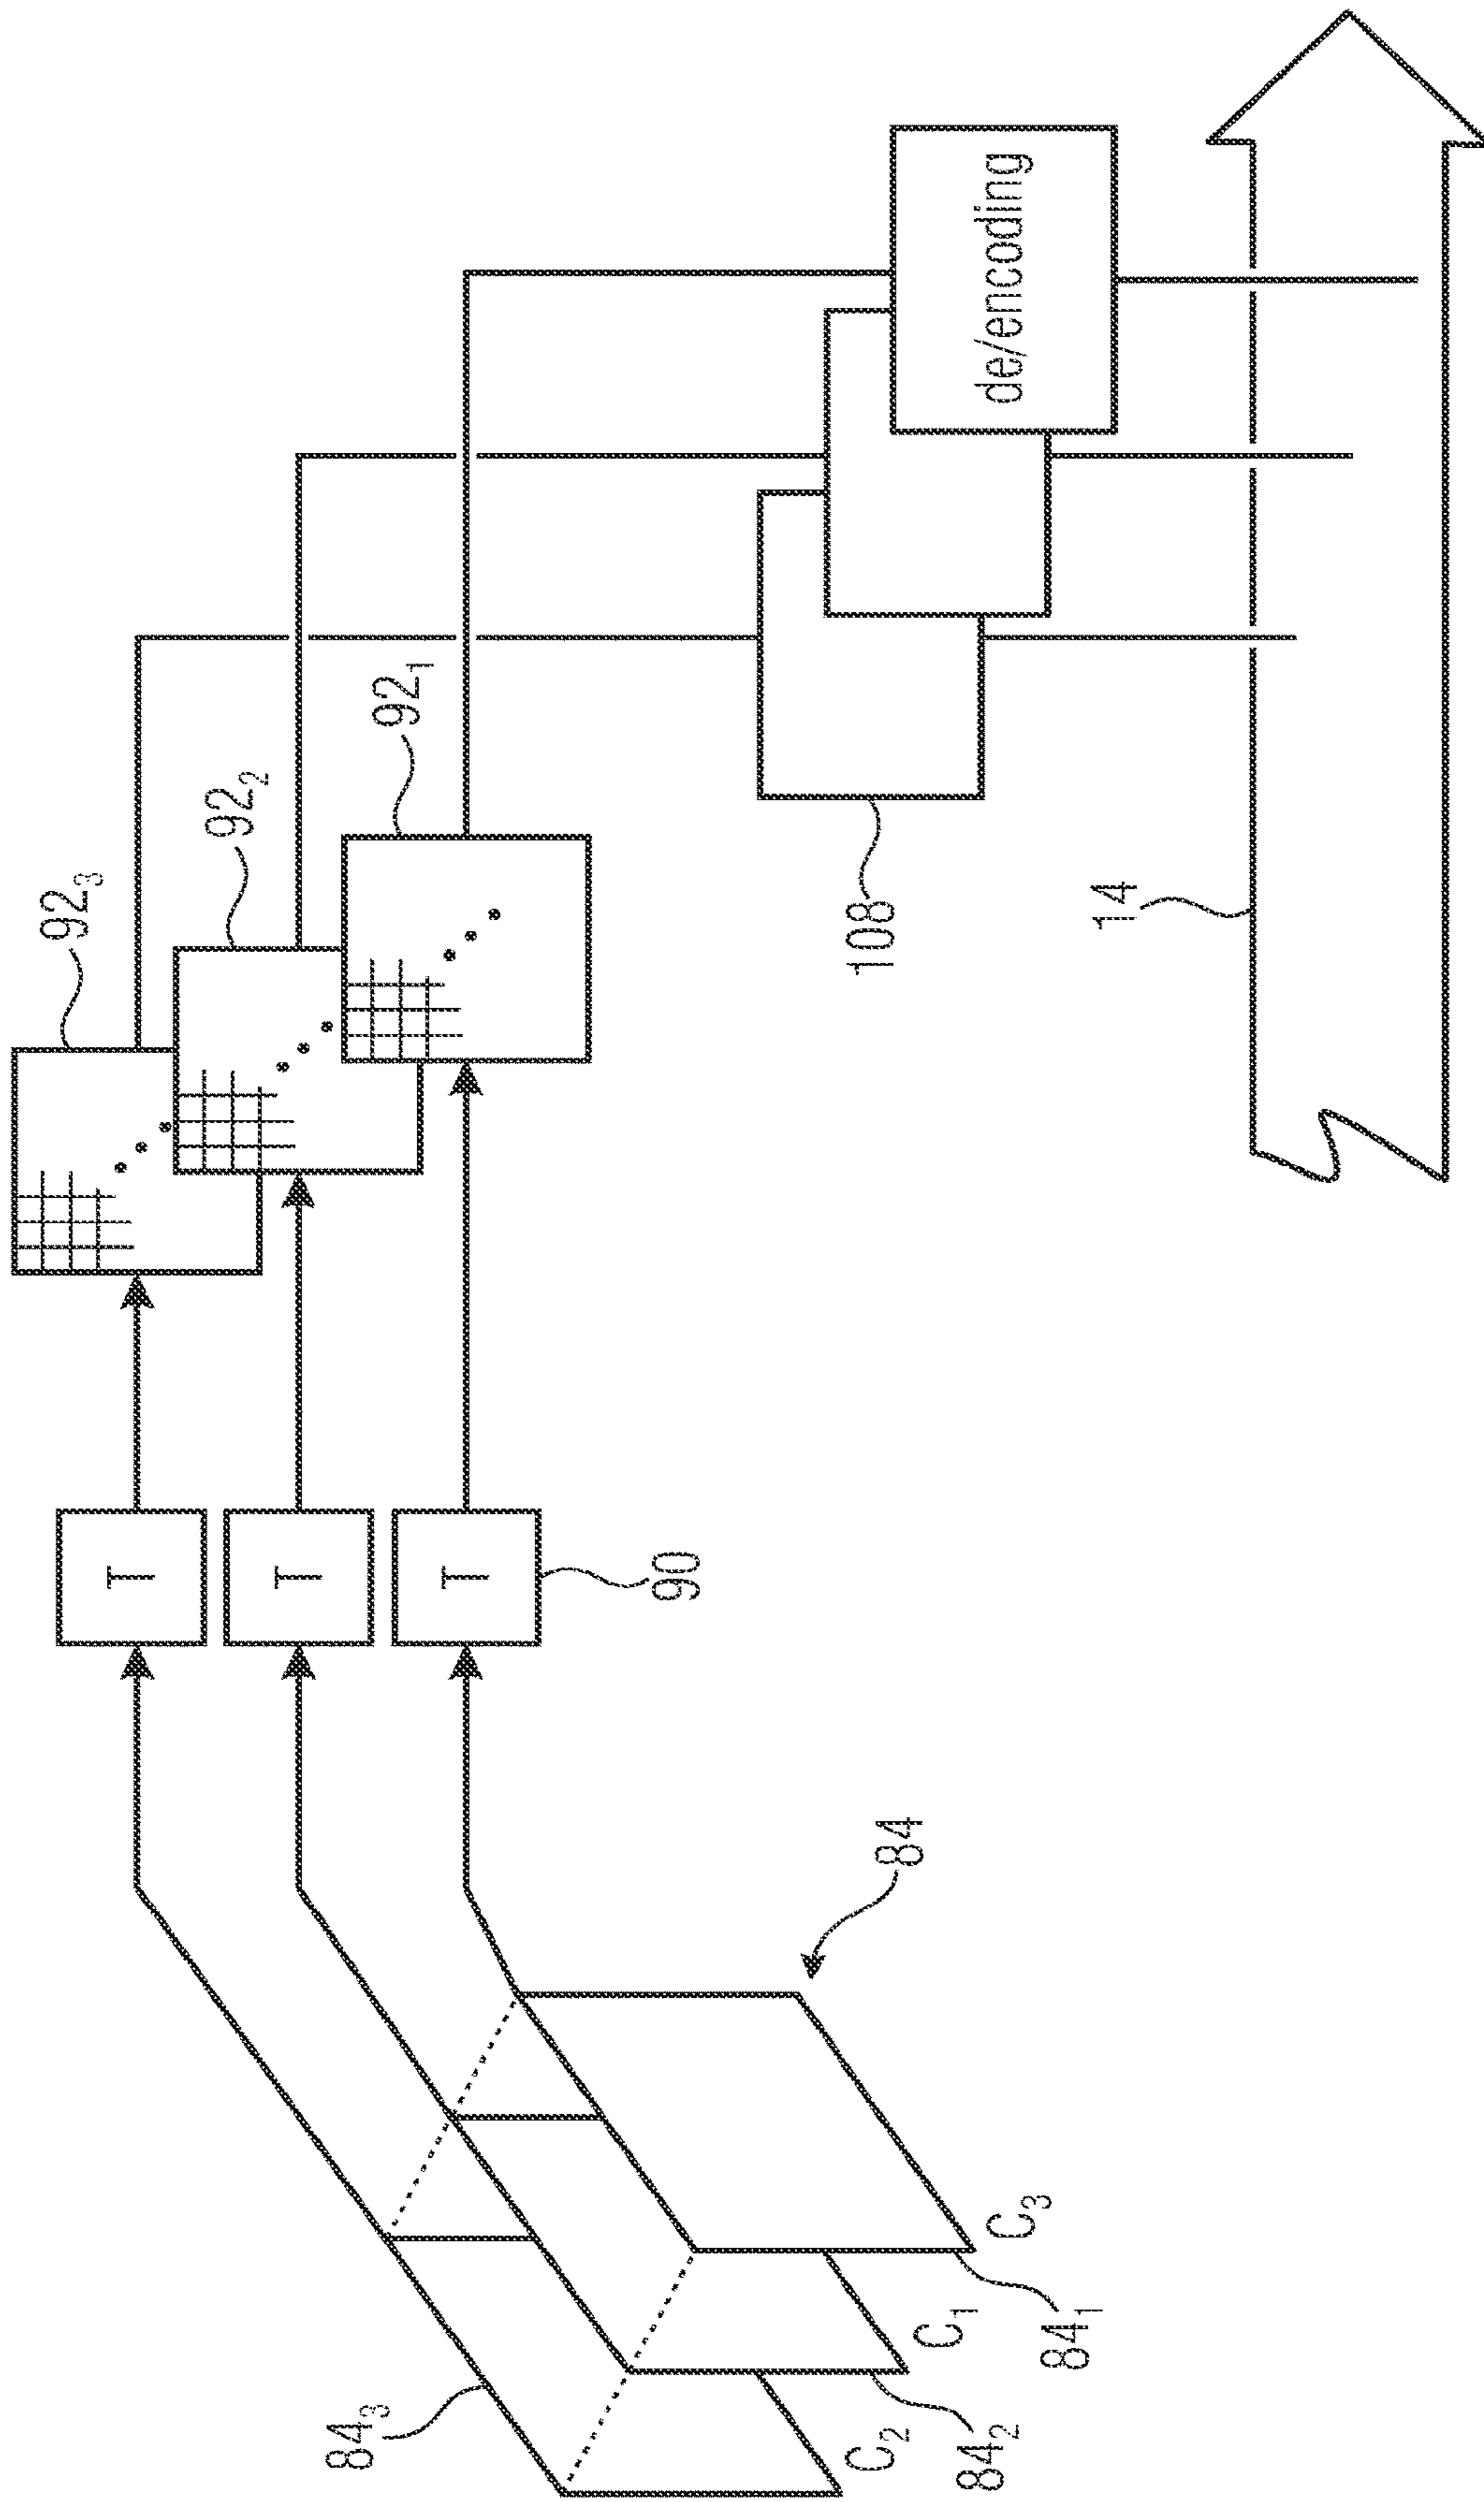 84₃
C₂
84₂
C₁
84₁
C₃
84
T
T
T
90
92₃
92₂
92₁
108
de/encoding
14